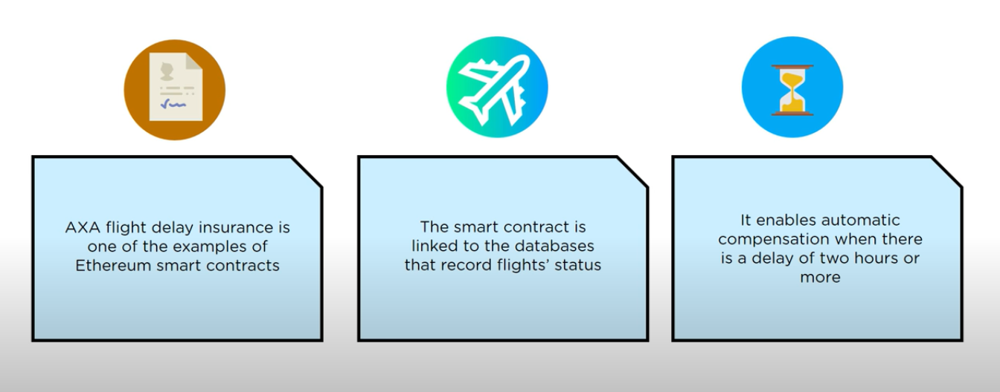 AXA flight delay insurance is
one of the examples of
Ethereum smart contracts
The smart contract is
linked to the databases
that record flights' status
It enables automatic
compensation when there
is a delay of two hours or
more